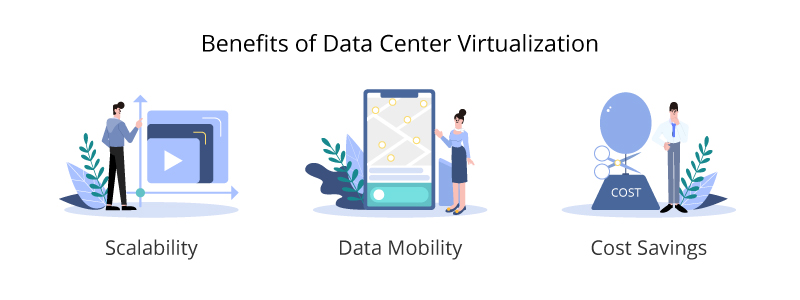 Benefits of Data Center Virtualization
COST
Scalability
Data Mobility
Cost Savings